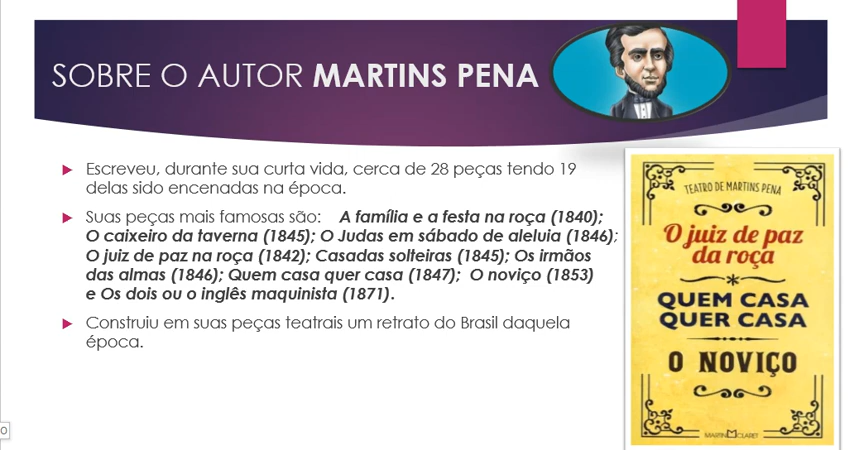 SOBRE O AUTOR MARTINS PENA
Escreveu, durante sua curta vida, cerca de 28 peças tendo 19
delas sido encenadas na época.
Suas peças mais famosas são: A família e a festa na roça (1840);
O caixeiro da taverna (1845); O Judas em sábado de aleluia (1846);
O juiz de paz na roça (1842); Casadas solteiras (1845); Os irmãos
das almas (1846); Quem casa quer casa (1847); O noviço (1853)
e Os dois ou o inglês maquinista (1871).
Construiu em suas peças teatrais um retrato do Brasil daquela
época.
TEATRO DE MARTINS PENA
O juiz de paz
da roça
QUEM CASA
QUER CASA
O NOVIÇO
MARTIN CLARET
0